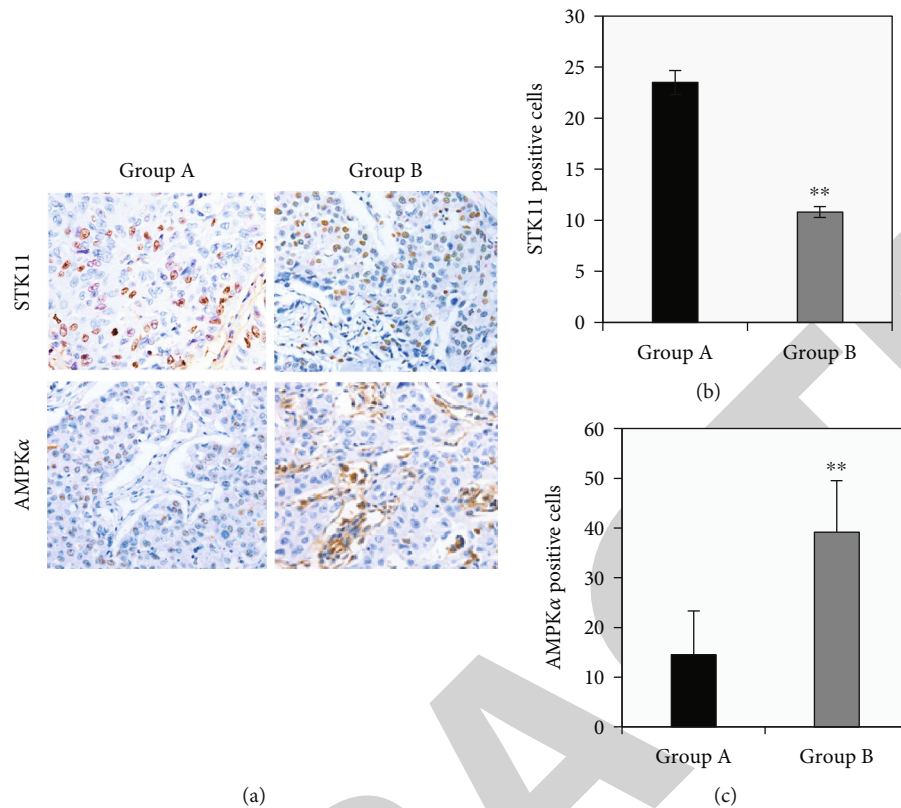 Group A
Group B
STK11
AMPKα
(a)
30
25
20
15
10
5
0
STK11 positive cells
**
Group A
Group B
(b)
60
50
40
30
20
10
0
AMPKα positive cells
**
Group A
Group B
(c)